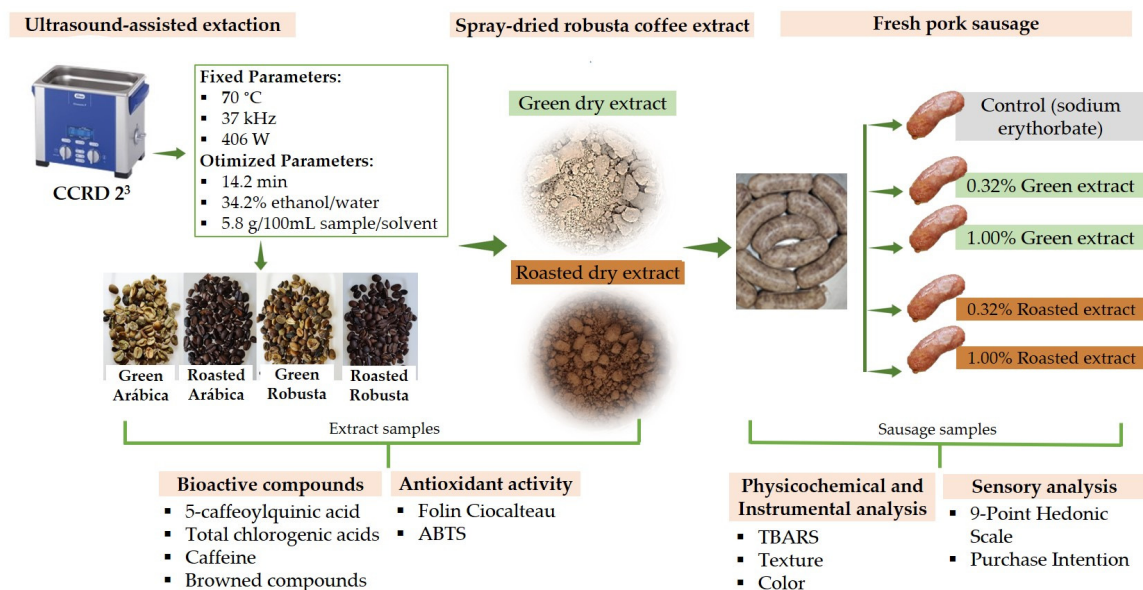 Ultrasound-assisted extaction
CCRD 2³
Fixed Parameters:
▪ 70 °C
▪ 37 kHz
▪ 406 W
Otimized Parameters:
▪ 14.2 min
▪ 34.2% ethanol/water
▪ 5.8 g/100mL sample/solvent
Green
Arábica
Roasted
Arábica
Green
Robusta
Roasted
Robusta
Spray-dried robusta coffee extract
Green dry extract
Roasted dry extract
Fresh pork sausage
Control (sodium
erythorbate)
0.32% Green extract
1.00% Green extract
0.32% Roasted extract
1.00% Roasted extract
Extract samples
Bioactive compounds
▪ 5-caffeoylquinic acid
▪ Total chlorogenic acids
▪ Caffeine
▪ Browned compounds
Antioxidant activity
▪ Folin Ciocalteau
▪ ABTS
Sausage samples
Physicochemical and
Instrumental analysis
▪ TBARS
▪ Texture
▪ Color
Sensory analysis
▪ 9-Point Hedonic
Scale
▪ Purchase Intention